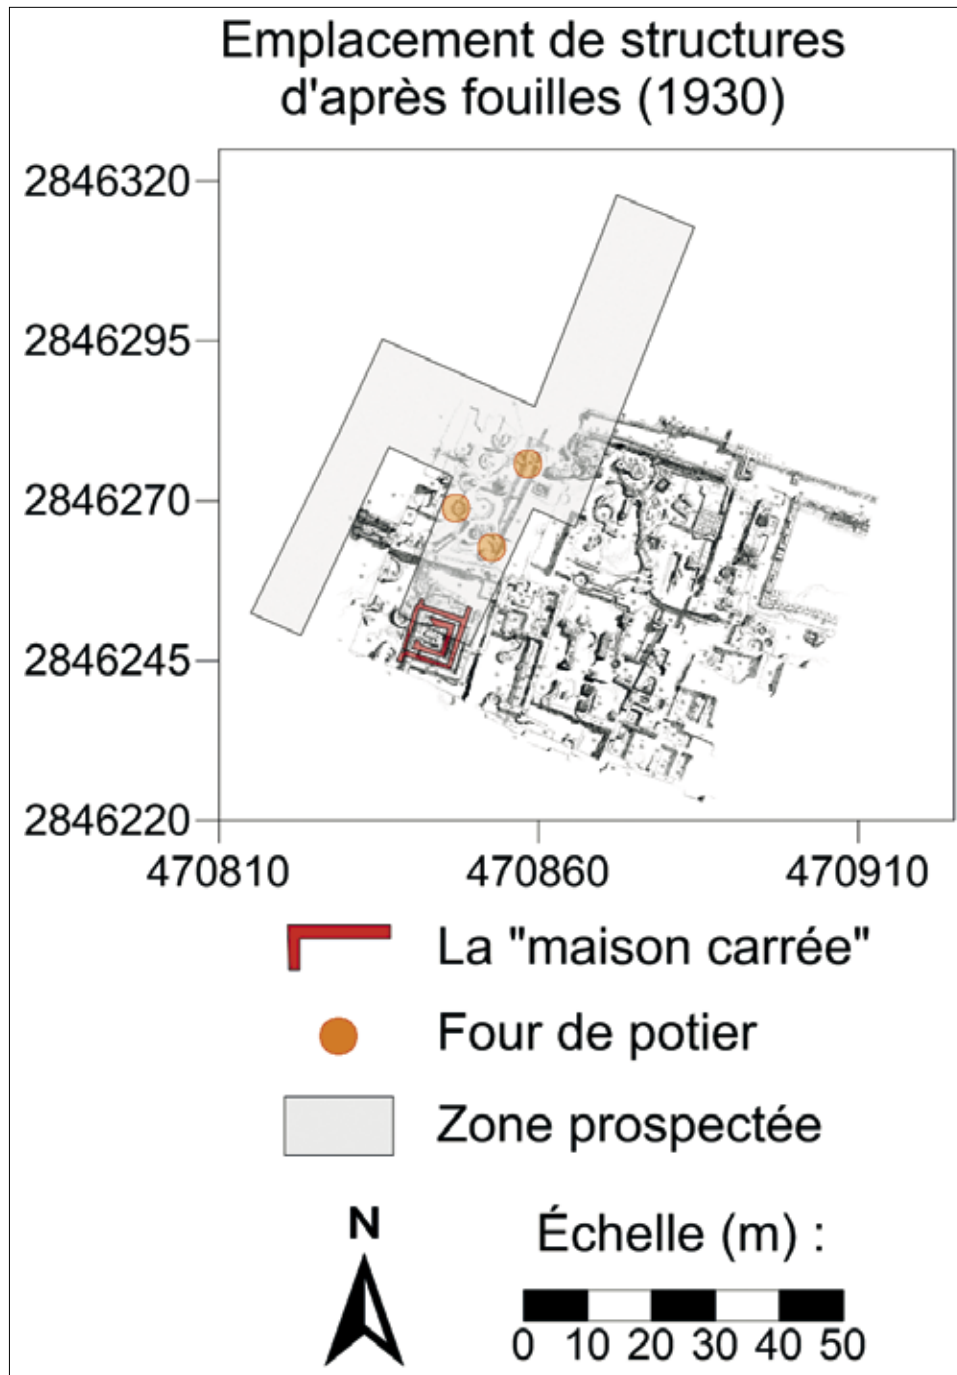 Emplacement de structures
d'après fouilles (1930)
2846320
2846295
2846270
2846245
2846220
470810 470860 470910
La "maison carrée"
Four de potier
Zone prospectée
N
Échelle (m) :
0 10 20 30 40 50